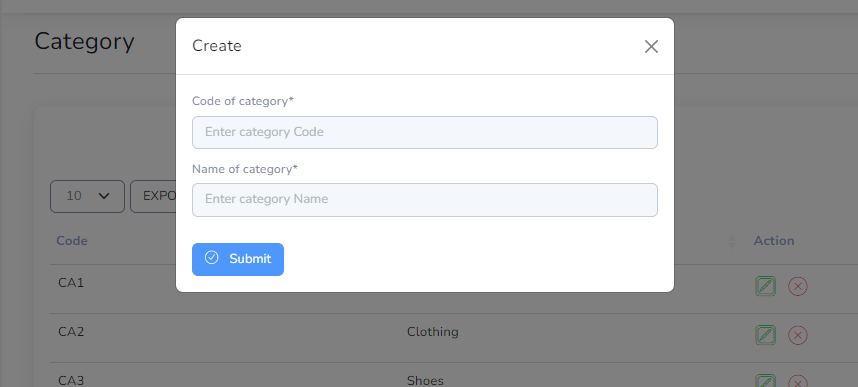 Category
Create
Code of category*
Enter category Code
Name of category*
Enter category Name
Submit
10
EXPO
Code
Action
CA1
CA2
Clothing
CA3
Shoes